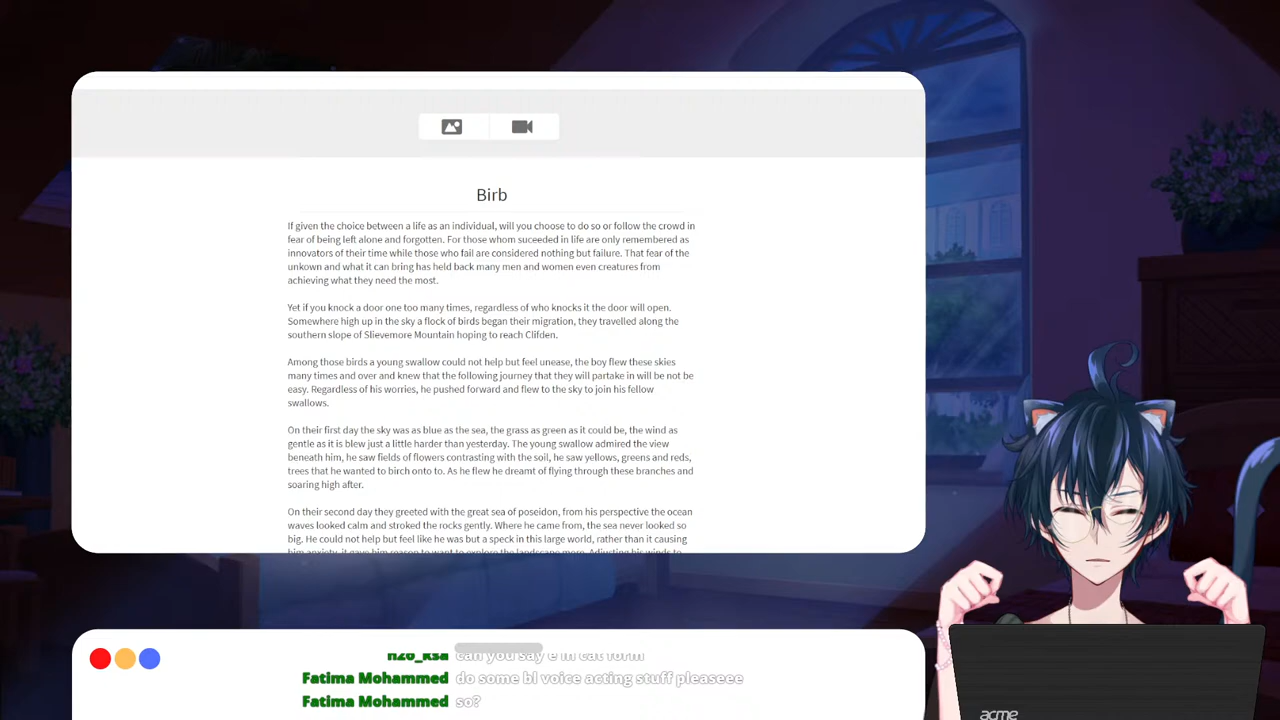 Birb
If given the choice between a life as an individual, will you choose to do so or follow the crowd in
fear of being left alone and forgotten. For those whom suceeded in life are only remembered as
innovators of their time while those who fail are considered nothing but failure. That fear of the
unkown and what it can bring has held back many men and women even creatures from
achieving what they need the most.
Yet if you knock a door one too many times, regardless of who knocks it the door will open.
Somewhere high up in the sky a flock of birds began their migration, they travelled along the
southern slope of Slievemore Mountain hoping to reach Clifden.
Among those birds a young swallow could not help but feel unease, the boy flew these skies
many times and over and knew that the following journey that they will partake in will be not be
easy. Regardless of his worries, he pushed forward and flew to the sky to join his fellow
swallows.
On their first day the sky was as blue as the sea, the grass as green as it could be, the wind as
gentle as it is blew just a little harder than yesterday. The young swallow admired the view
beneath him, he saw fields of flowers contrasting with the soil, he saw yellows, greens and reds,
trees that he wanted to birch onto to. As he flew he dreamt of flying through these branches and
soaring high after.
On their second day they greeted with the great sea of poseidon, from his perspective the ocean
waves looked calm and stroked the rocks gently. Where he came from, the sea never looked so
big. He could not help but feel like he was but a speck in this large world, rather than it causing
him anxiety, it gave him reason to want to explore the landscape more. Adjusting his winds to
can you say e in cat form
Fatima Mohammed do some bl voice acting stuff pleaseee
Fatima Mohammed so?
acme